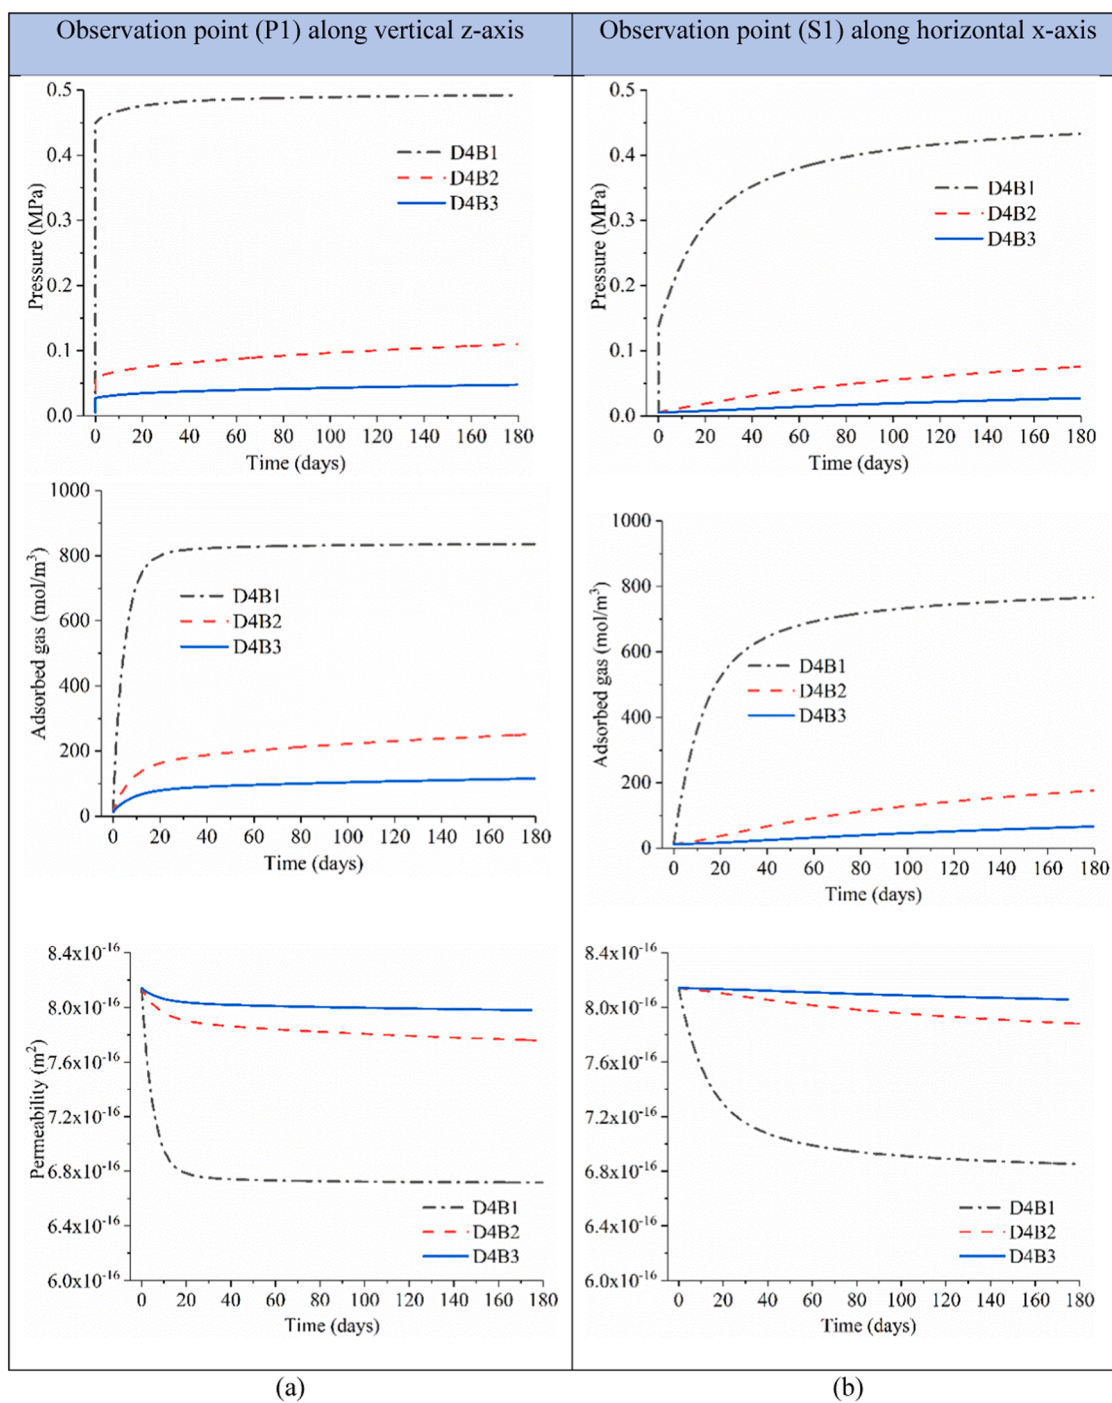 Observation point (P1) along vertical z-axis
Observation point (S1) along horizontal x-axis
0.5
0.4
0.3
0.2
0.1
0.0
Pressure (MPa)
D4B1
D4B2
D4B3
0 20 40 60 80 100 120 140 160 180
Time (days)
0.5
0.4
0.3
0.2
0.1
0.0
Pressure (MPa)
D4B1
D4B2
D4B3
0 20 40 60 80 100 120 140 160 180
Time (days)
1000
800
600
400
200
0
Adsorbed gas (mol/m³)
D4B1
D4B2
D4B3
0 20 40 60 80 100 120 140 160 180
Time (days)
1000
800
600
400
200
0
Adsorbed gas (mol/m³)
D4B1
D4B2
D4B3
0 20 40 60 80 100 120 140 160 180
Time (days)
8.4x10⁻¹⁶
8.0x10⁻¹⁶
7.6x10⁻¹⁶
7.2x10⁻¹⁶
6.8x10⁻¹⁶
6.4x10⁻¹⁶
6.0x10⁻¹⁶
Permeability (m²)
D4B1
D4B2
D4B3
0 20 40 60 80 100 120 140 160 180
Time (days)
8.4x10⁻¹⁶
8.0x10⁻¹⁶
7.6x10⁻¹⁶
7.2x10⁻¹⁶
6.8x10⁻¹⁶
6.4x10⁻¹⁶
6.0x10⁻¹⁶
D4B1
D4B2
D4B3
0 20 40 60 80 100 120 140 160 180
Time (days)
(a)
(b)